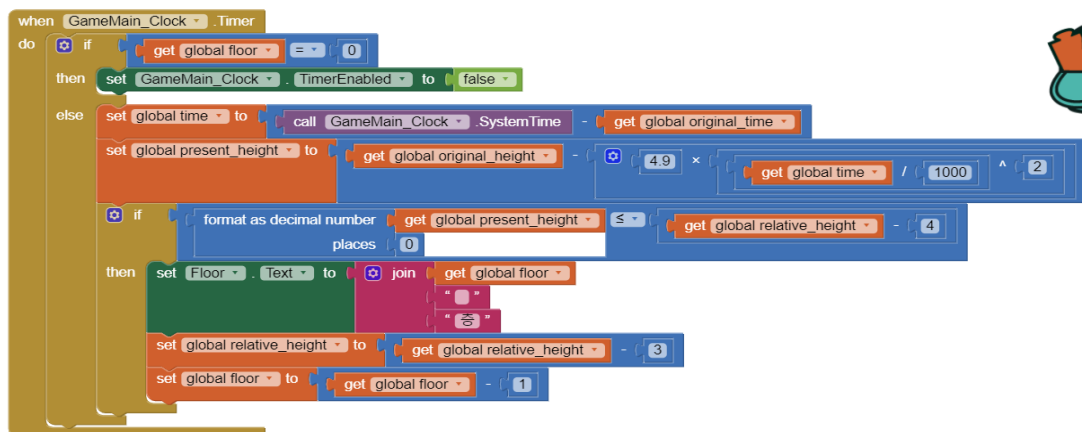 when GameMain_Clock .Timer
do if get global floor = 0
then set GameMain_Clock . TimerEnabled to false
else set global time to call GameMain_Clock .SystemTime - get global original_time
set global present_height to get global original_height - 4.9 × get global time / 1000 ^ 2
if format as decimal number get global present_height ≤ get global relative_height - 4
places 0
then set Floor . Text to join get global floor
" "
" 층 "
set global relative_height to get global relative_height - 3
set global floor to get global floor - 1